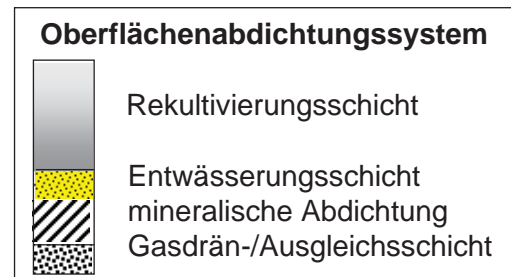 Oberflächenabdichtungssystem
Rekultivierungsschicht
Entwässerungsschicht
mineralische Abdichtung
Gasdrän-/Ausgleichsschicht